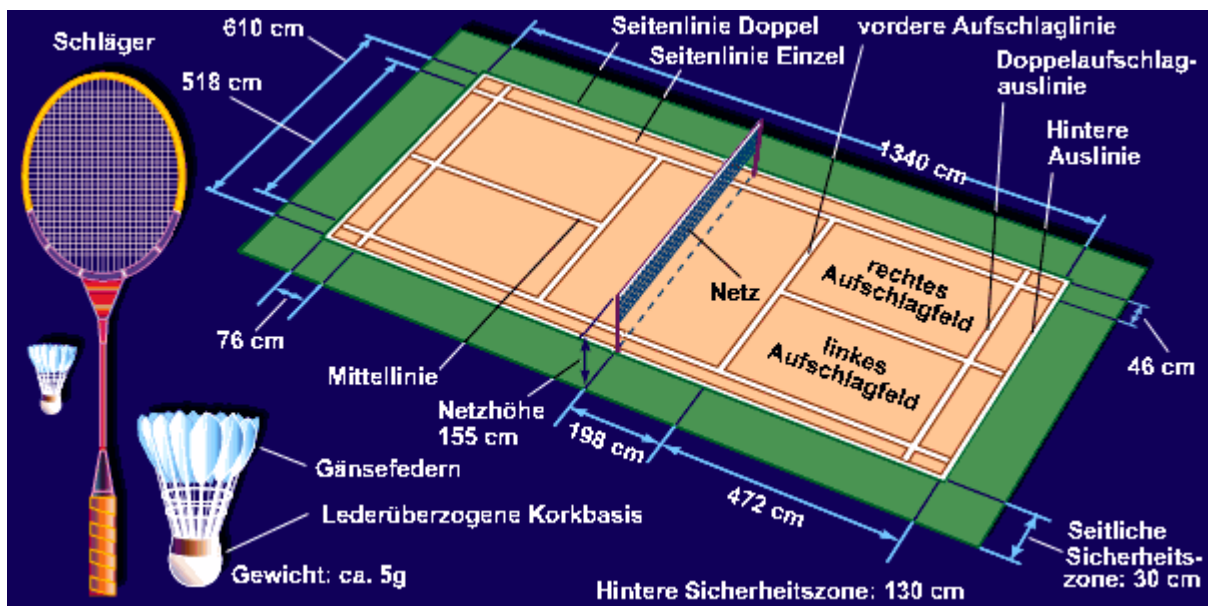 Schläger
610 cm
518 cm
Seitenlinie Doppel
Seitenlinie Einzel
vordere Aufschlaglinie
Doppelaufschlag-
auslinie
Hintere
Auslinie
1340 cm
rechtes
Aufschlagfeld
Netz
linkes
Aufschlagfeld
76 cm
46 cm
Mittellinie
Netzhöhe
155 cm
198 cm
472 cm
Gänsefedern
Lederüberzogene Korkbasis
Gewicht: ca. 5g
Seitliche
Sicherheits-
zone: 30 cm
Hintere Sicherheitszone: 130 cm